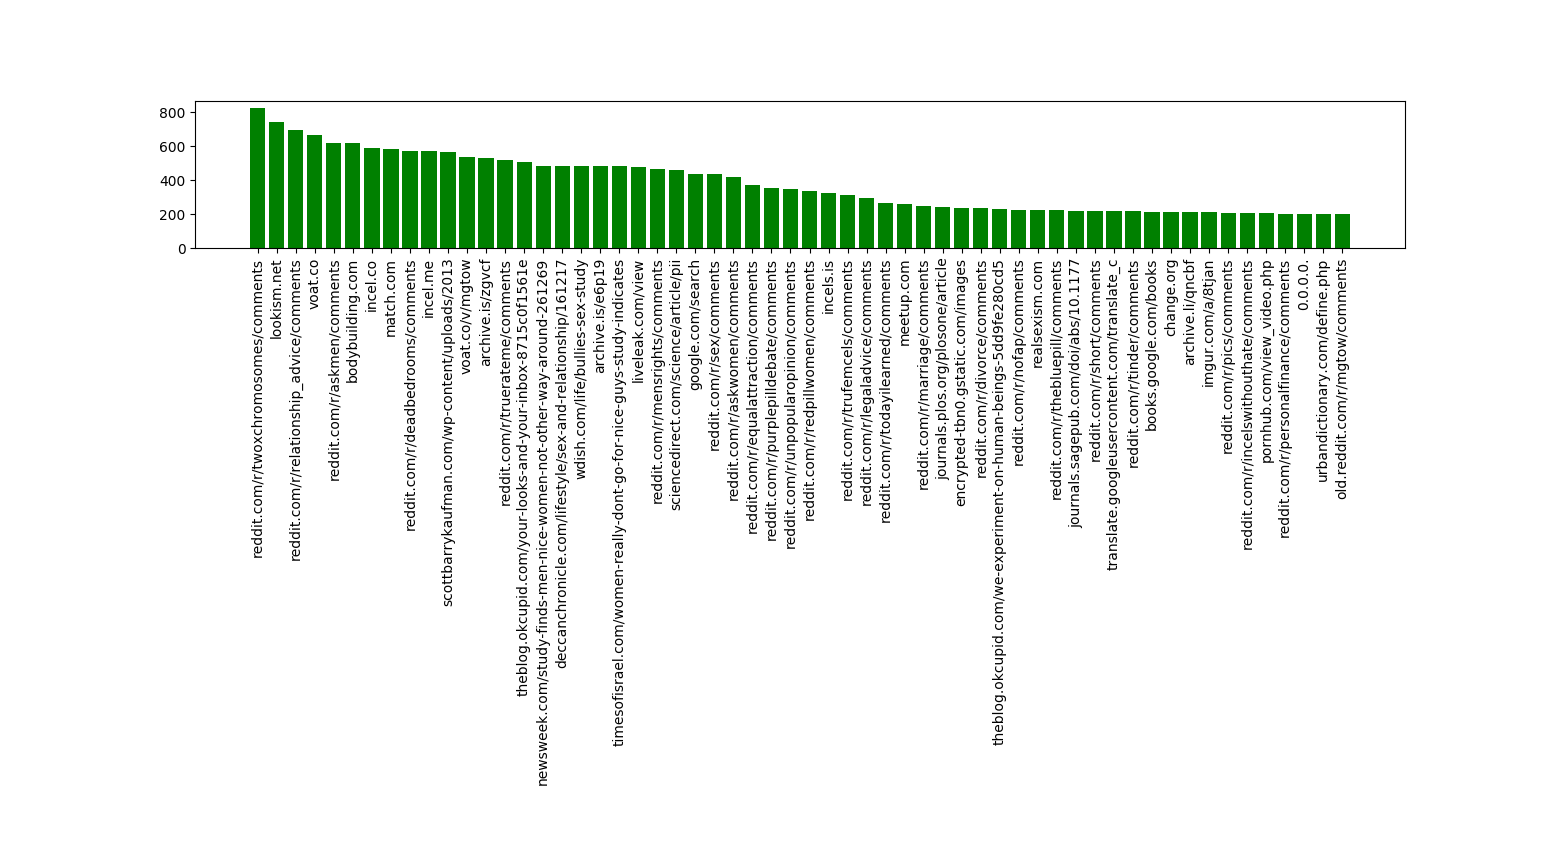 800
600
400
200
0
reddit.com/r/twoxchromosomes/comments
lookism.net
reddit.com/r/relationship_advice/comments
voat.co
reddit.com/r/askmen/comments
bodybuilding.com
incel.co
match.com
reddit.com/r/deadbedrooms/comments
incel.me
scottbarrykaufman.com/wp-content/uploads/2013
voat.co/v/mgtow
archive.is/zgvcf
reddit.com/r/truerateme/comments
theblog.okcupid.com/your-looks-and-your-inbox-8715c0f1561e
newsweek.com/study-finds-men-nice-women-not-other-way-around-261269
deccanchronicle.com/lifestyle/sex-and-relationship/161217
wdish.com/life/bullies-sex-study
archive.is/e6p19
timesofisrael.com/women-really-dont-go-for-nice-guys-study-indicates
liveleak.com/view
reddit.com/r/mensrights/comments
sciencedirect.com/science/article/pii
google.com/search
reddit.com/r/sex/comments
reddit.com/r/askwomen/comments
reddit.com/r/equalattraction/comments
reddit.com/r/purplepilldebate/comments
reddit.com/r/unpopularopinion/comments
reddit.com/r/redpillwomen/comments
incels.is
reddit.com/r/trufemcels/comments
reddit.com/r/legaladvice/comments
reddit.com/r/todayilearned/comments
meetup.com
reddit.com/r/marriage/comments
journals.plos.org/plosone/article
encrypted-tbn0.gstatic.com/images
reddit.com/r/divorce/comments
theblog.okcupid.com/we-experiment-on-human-beings-5dd9fe280cd5
reddit.com/r/nofap/comments
realsexism.com
reddit.com/r/thebluepill/comments
journals.sagepub.com/doi/abs/10.1177
reddit.com/r/short/comments
translate.googleusercontent.com/translate_c
reddit.com/r/tinder/comments
books.google.com/books
change.org
archive.li/qncbf
imgur.com/a/8tjan
reddit.com/r/pics/comments
reddit.com/r/incelswithouthate/comments
pornhub.com/view_video.php
reddit.com/r/personalfinance/comments
0.0.0.0.
urbandictionary.com/define.php
old.reddit.com/r/mgtow/comments